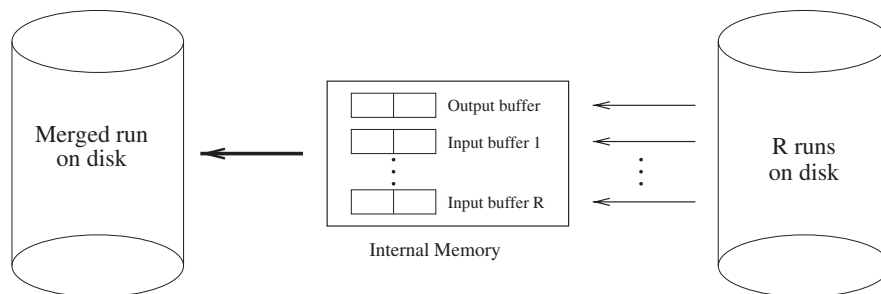 Merged run
on disk
Output buffer
Input buffer 1
Input buffer R
Internal Memory
R runs
on disk